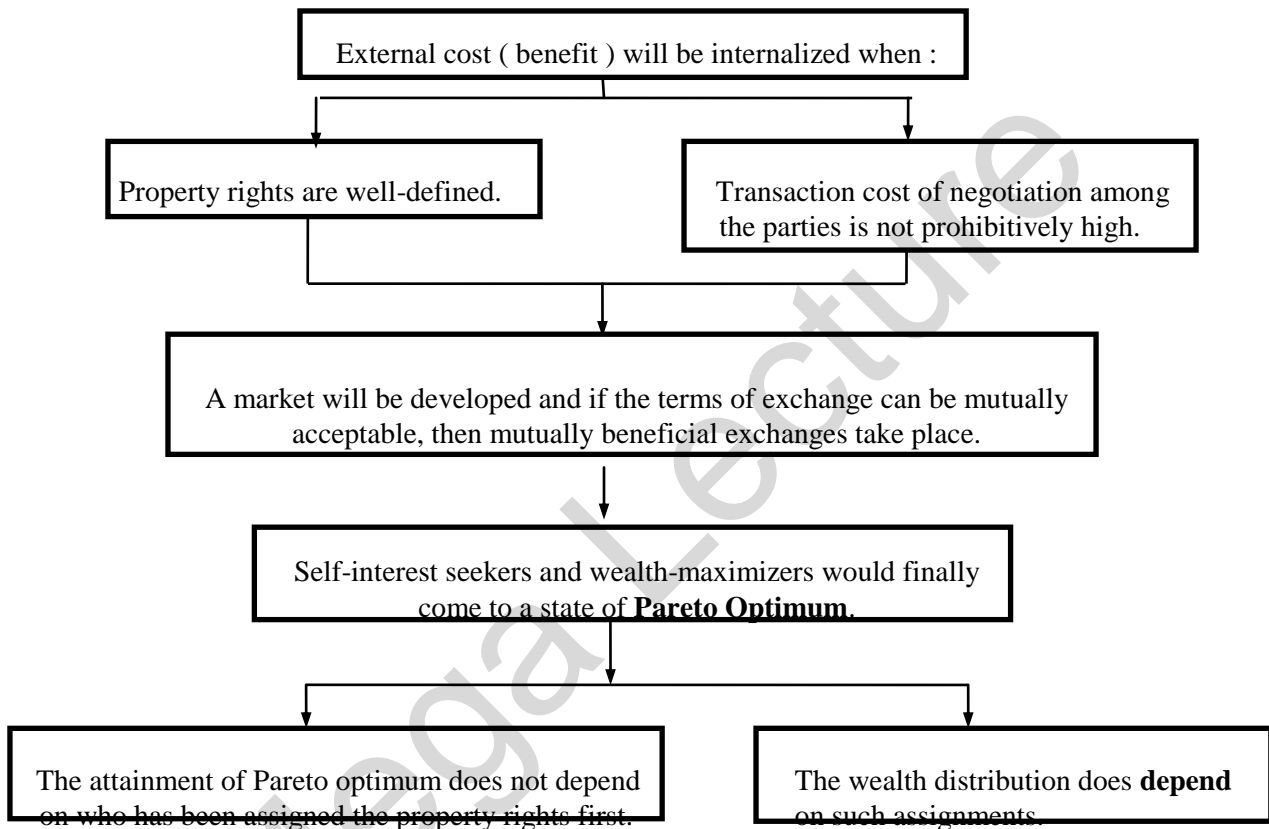 External cost ( benefit ) will be internalized when :
Property rights are well-defined.
Transaction cost of negotiation among
the parties is not prohibitively high.
A market will be developed and if the terms of exchange can be mutually
acceptable, then mutually beneficial exchanges take place.
Self-interest seekers and wealth-maximizers would finally
come to a state of Pareto Optimum.
The attainment of Pareto optimum does not depend
on who has been assigned the property rights first.
The wealth distribution does depend
on such assignments.
ega Lecture